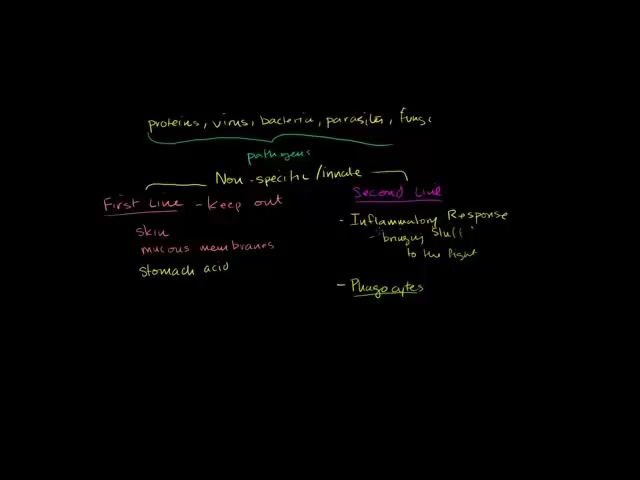 proteins, virus, bacteria, parasites, fungi
pathogens
Non-specific/innate
First Line - keep out
skin
mucous membranes
stomach acid
Second Line
- Inflammatory Response
- "bringing stuff"
to the fight
- Phagocytes